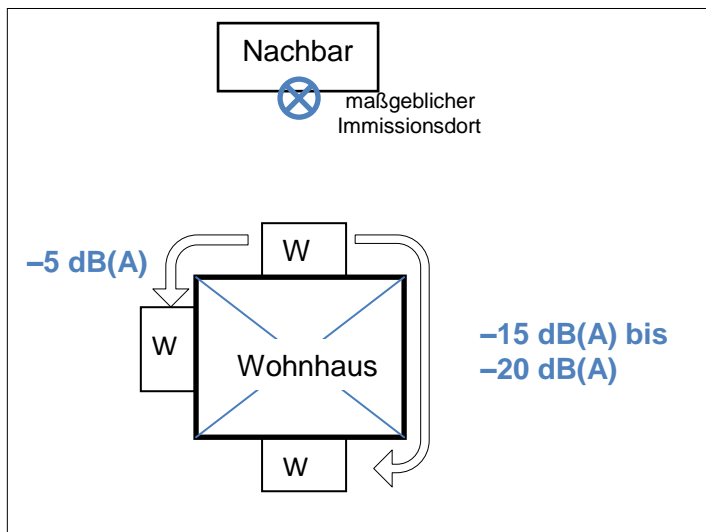 Nachbar
maßgeblicher
Immissionsdort
–5 dB(A)
W
W
–15 dB(A) bis
–20 dB(A)
Wohnhaus
W